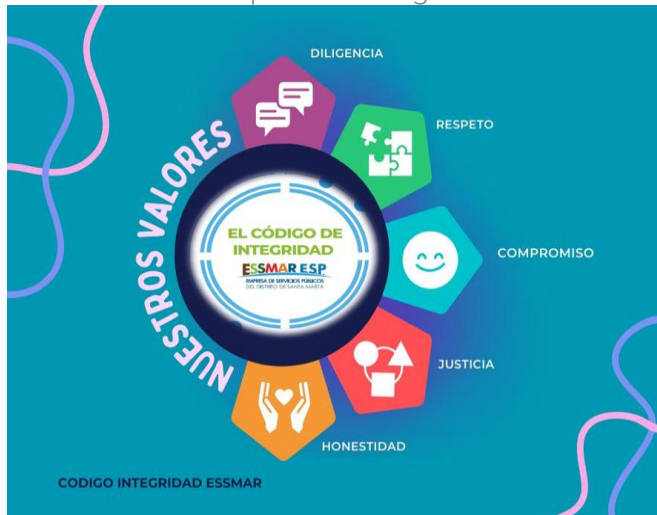 DILIGENCIA
RESPETO
NUESTROS VALORES
EL CÓDIGO DE
INTEGRIDAD
ESSMAR E.S.P.
EMPRESA DE SERVICIOS PÚBLICOS
DEL DISTRITO DE SANTA MARTA
COMPROMISO
JUSTICIA
HONESTIDAD
CODIGO INTEGRIDAD ESSMAR